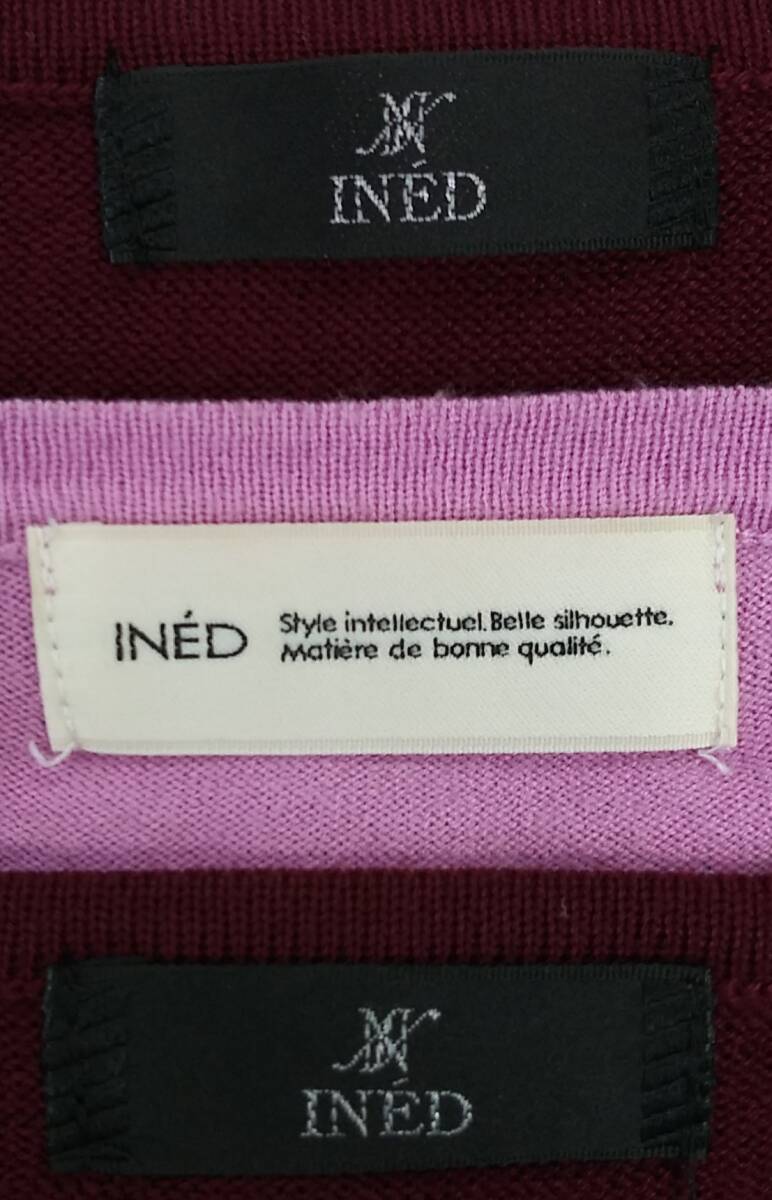 INÉD
INÉD
Style intellectuel. Belle silhouette.
Matière de bonne qualité.
INÉD